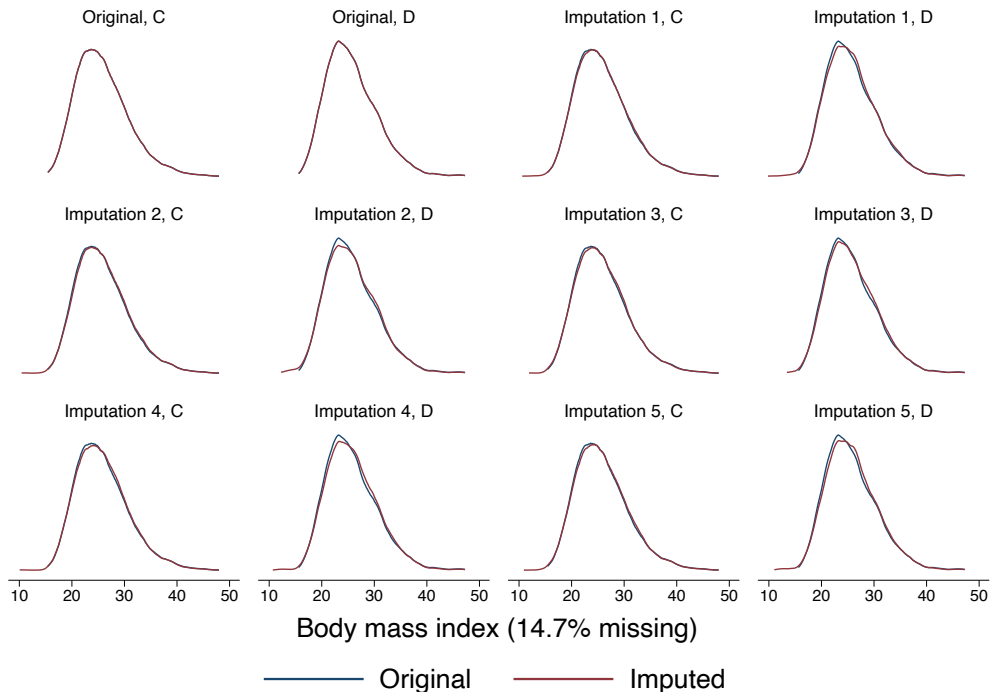 Original, C
Original, D
Imputation 1, C
Imputation 1, D
Imputation 2, C
Imputation 2, D
Imputation 3, C
Imputation 3, D
Imputation 4, C
Imputation 4, D
Imputation 5, C
Imputation 5, D
10 20 30 40 50 10 20 30 40 50 10 20 30 40 50 10 20 30 40 50
Body mass index (14.7% missing)
Original Imputed